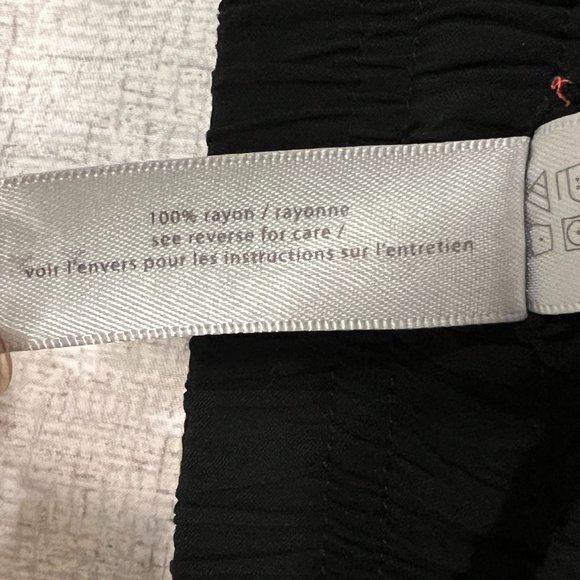 100% rayon / rayonne
see reverse for care /
voir l'envers pour les instructions sur l'entretien